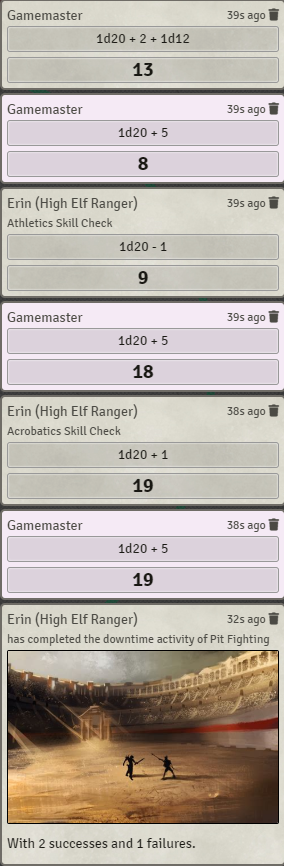 Gamemaster 39s ago
1d20 + 2 + 1d12
13
Gamemaster 39s ago
1d20 + 5
8
Erin (High Elf Ranger) 39s ago
Athletics Skill Check
1d20 - 1
9
Gamemaster 39s ago
1d20 + 5
18
Erin (High Elf Ranger) 38s ago
Acrobatics Skill Check
1d20 + 1
19
Gamemaster 38s ago
1d20 + 5
19
Erin (High Elf Ranger) 32s ago
has completed the downtime activity of Pit Fighting
With 2 successes and 1 failures.